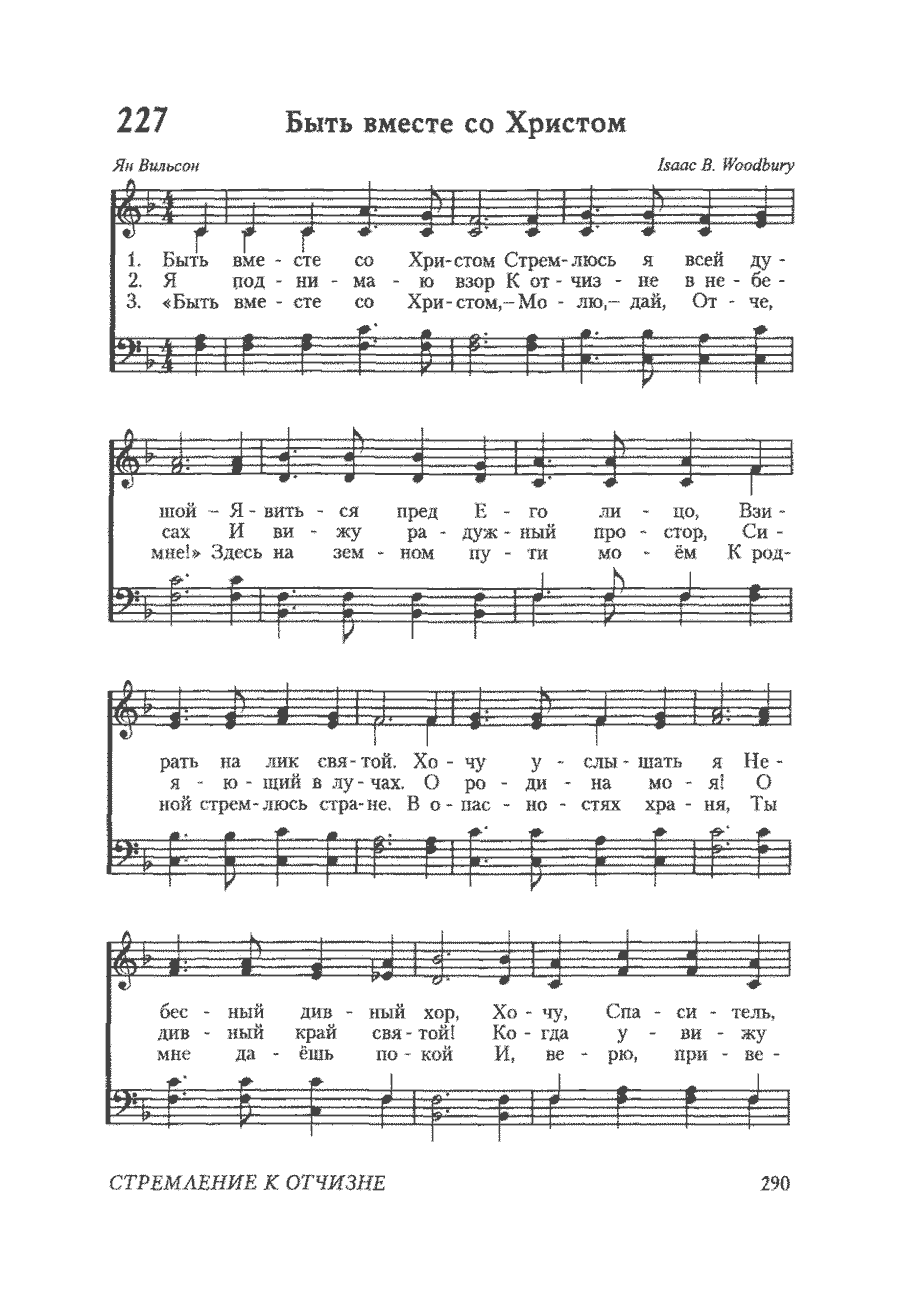 227 Быть вместе со Христом
Ян Вильсон Isaac B. Woodbury
1. Быть вме - сте со Хри-стом Стрем-люсь я всей ду -
2. Я под - ни - ма - ю взор К от - чиз - не в не - бе -
3. «Быть вме - сте со Хри-стом,–Мо - лю,– дай, От - че,
шой – Я - вить - ся пред Е - го ли - цо, Взи -
сах И ви - жу ра - дуж - ный про - стор, Си -
мне!» Здесь на зем - ном пу - ти мо - ём К род-
рать на лик свя-той. Хо - чу у - слы - шать я Не -
я - ю - щий в лу - чах. О ро - ди - на мо - я! О
ной стрем-люсь стра-не. В о - пас - но - стях хра - ня, Ты
бес - ный див - ный хор, Хо - чу, Спа - си - тель,
див - ный край свя - той! Ко - гда у - ви - жу
мне да - ёшь по - кой И, ве - рю, при - ве -
СТРЕМЛЕНИЕ К ОТЧИЗНЕ 290